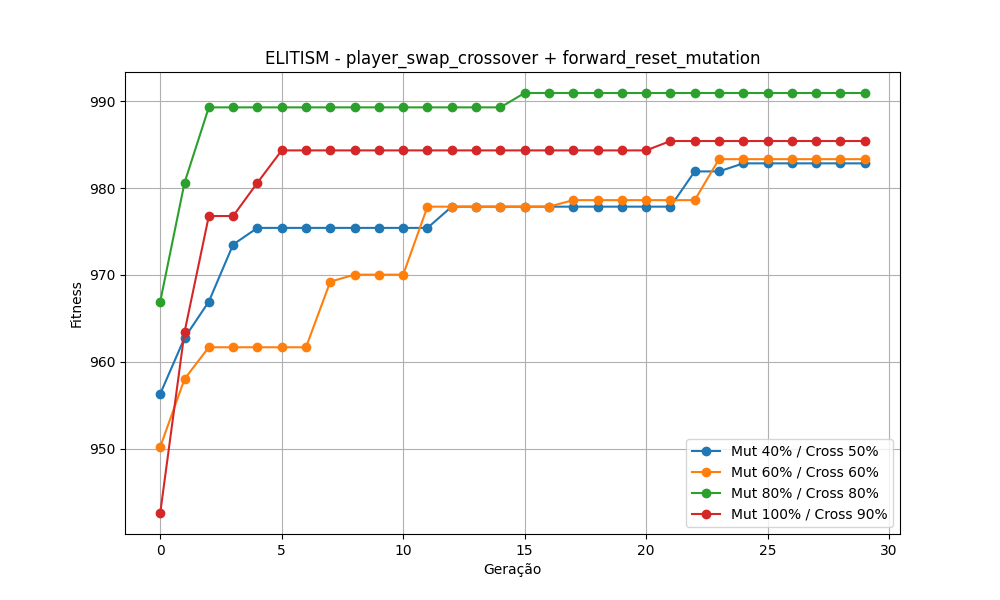 ELITISM - player_swap_crossover + forward_reset_mutation
Fitness
990
980
970
960
950
0
5
10
15
20
25
30
Geração
Mut 40% / Cross 50%
Mut 60% / Cross 60%
Mut 80% / Cross 80%
Mut 100% / Cross 90%